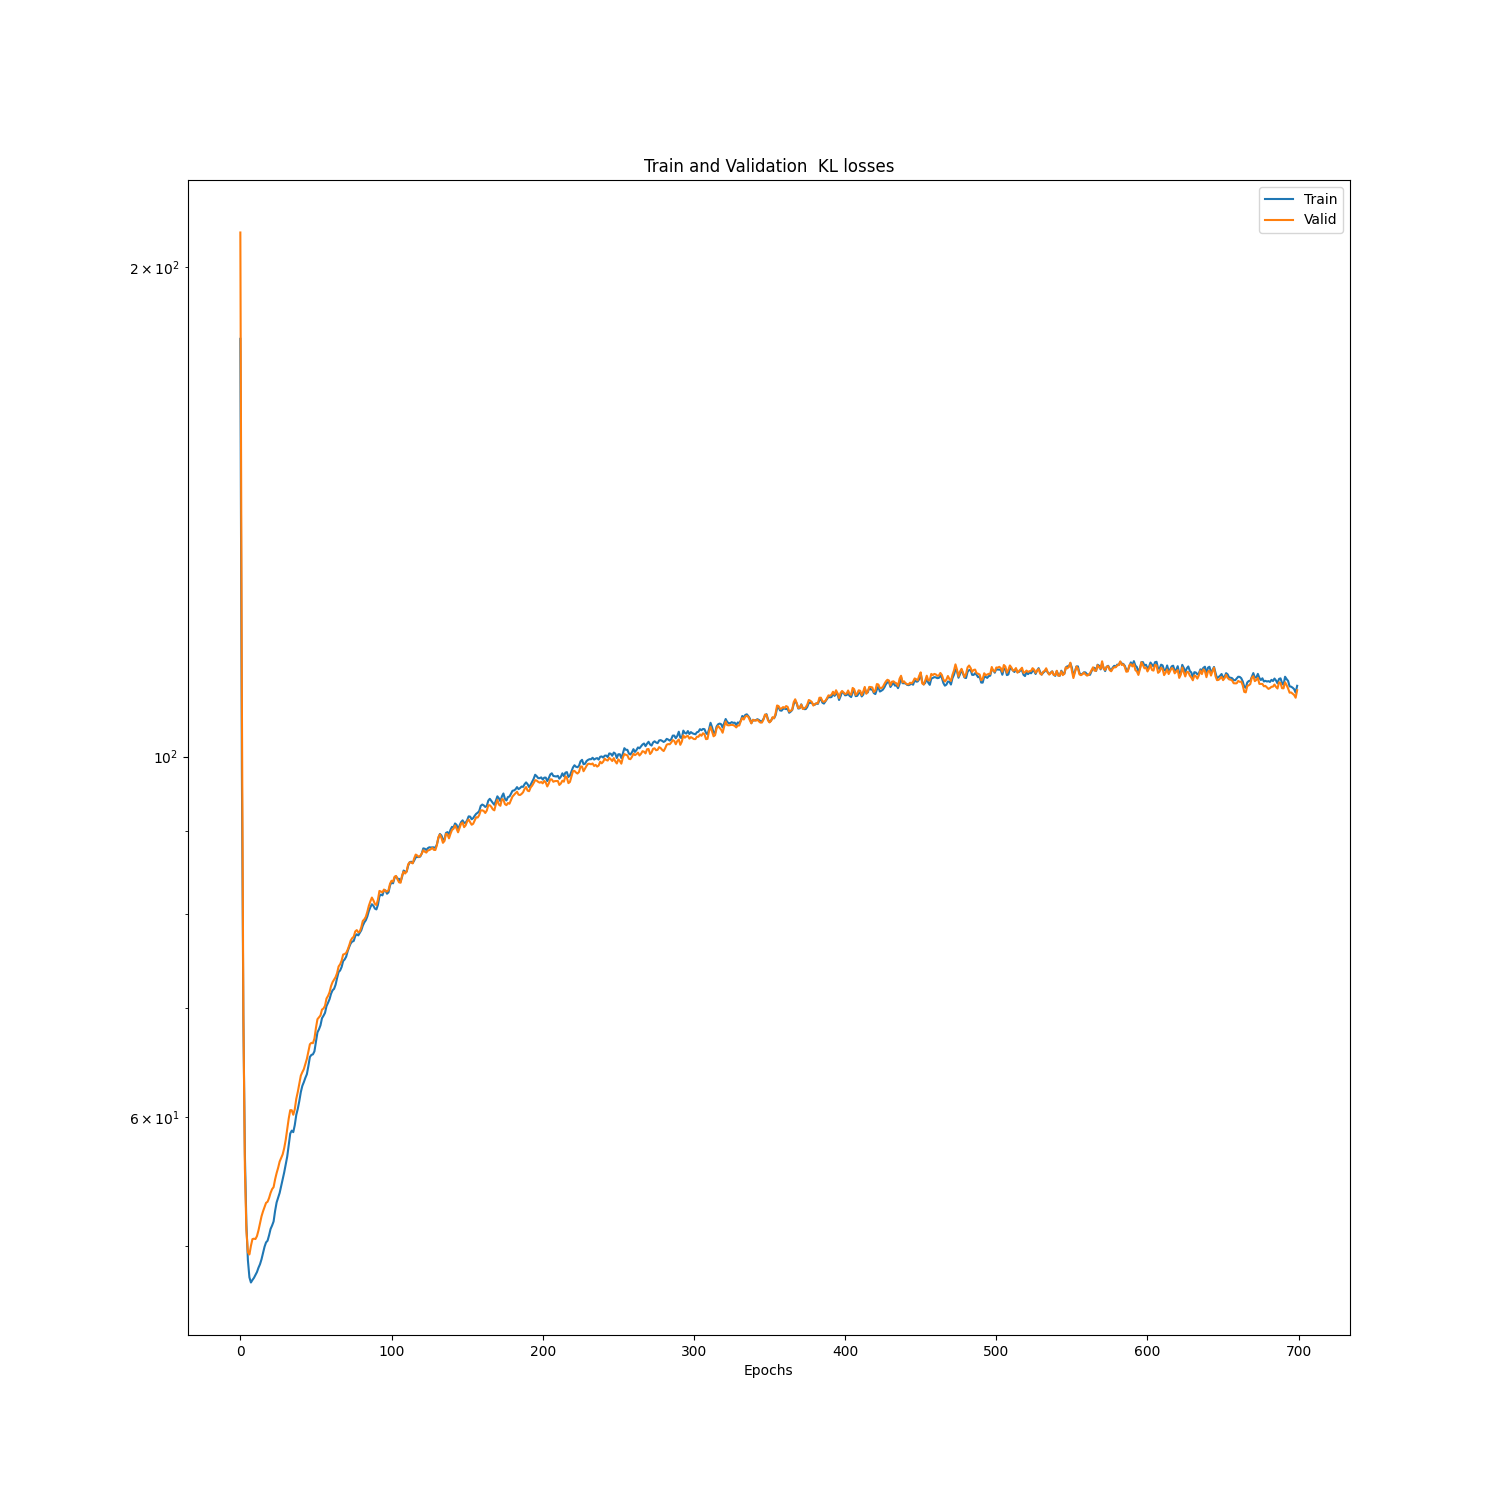 Train and Validation  KL losses
Train
Valid
2 × 10²
10²
6 × 10¹
0 100 200 300 400 500 600 700
Epochs